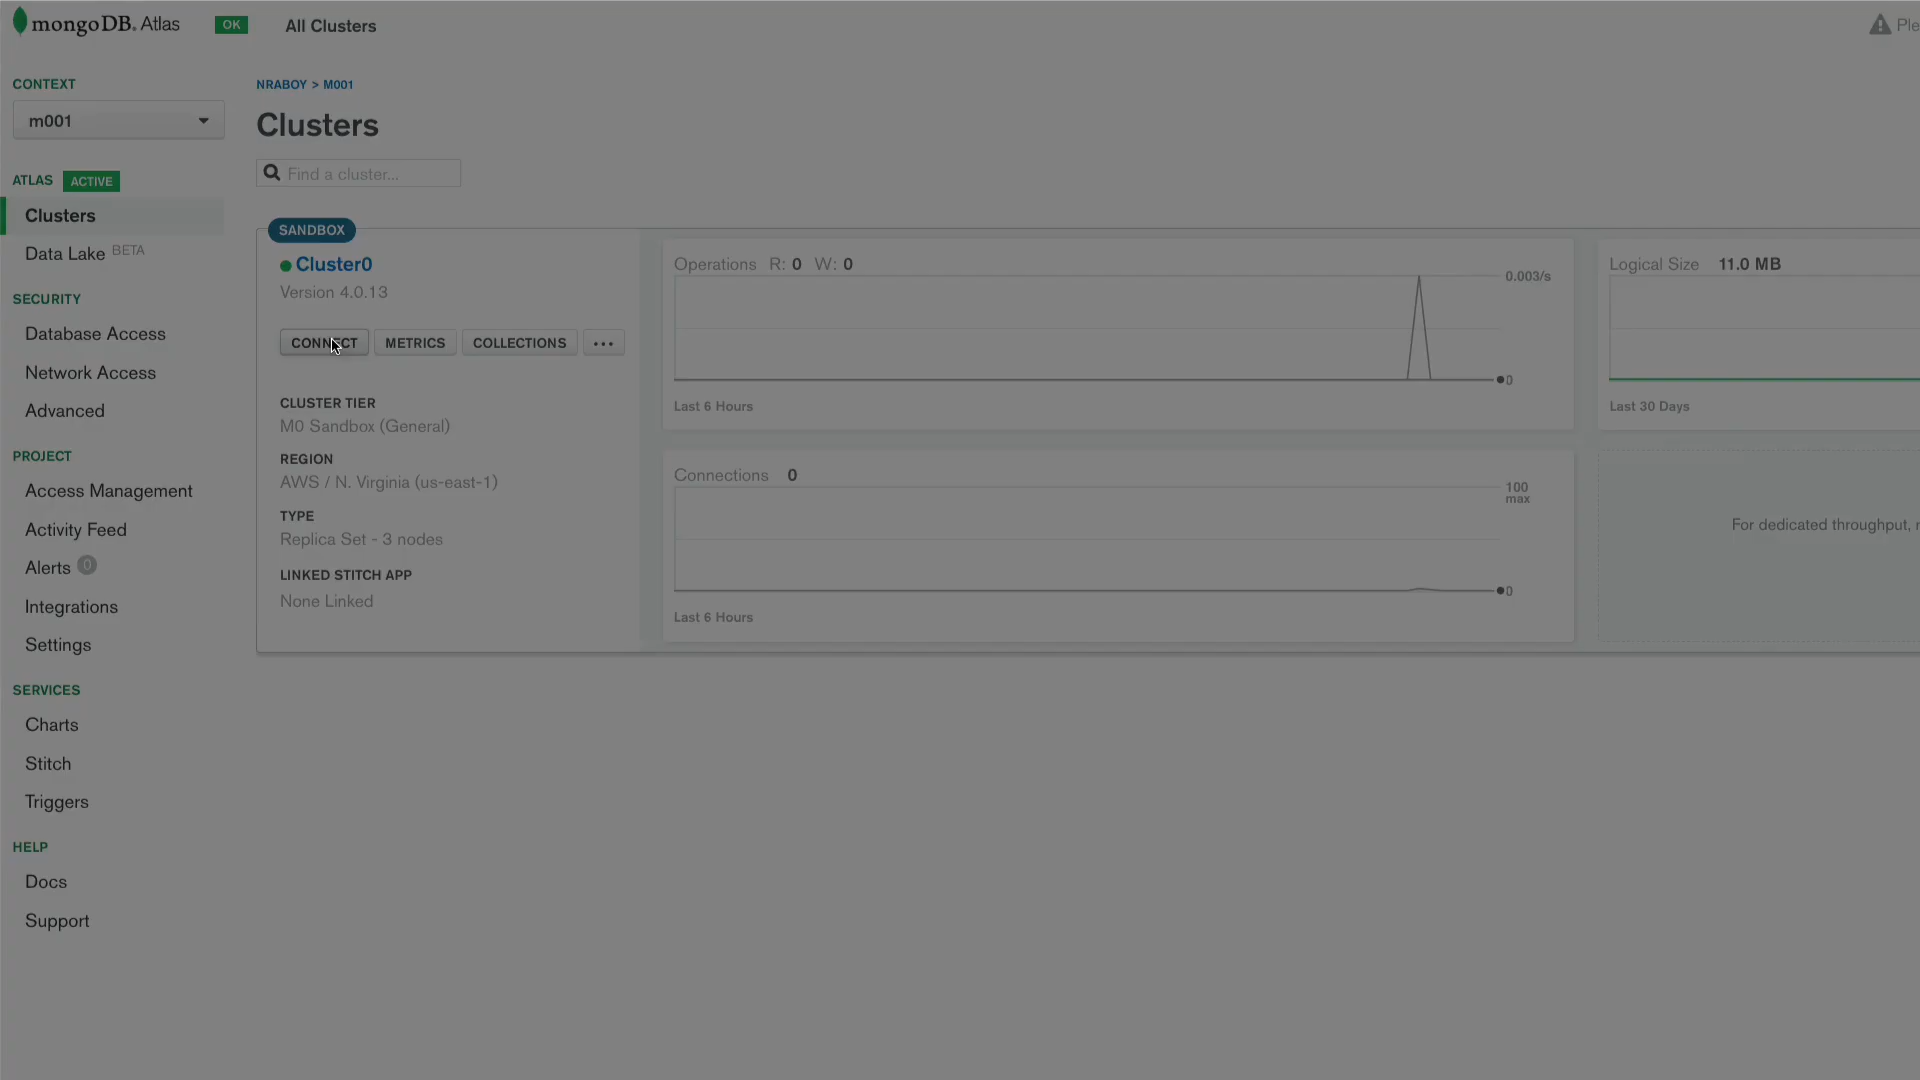 mongoDB. Atlas
OK
All Clusters
Ple
CONTEXT
m001
ATLAS ACTIVE
Clusters
Data Lake BETA
SECURITY
Database Access
Network Access
Advanced
PROJECT
Access Management
Activity Feed
Alerts 0
Integrations
Settings
SERVICES
Charts
Stitch
Triggers
HELP
Docs
Support
NRABOY > M001
Clusters
Find a cluster...
SANDBOX
Cluster0
Version 4.0.13
CONNECT METRICS COLLECTIONS ...
CLUSTER TIER
M0 Sandbox (General)
REGION
AWS / N. Virginia (us-east-1)
TYPE
Replica Set - 3 nodes
LINKED STITCH APP
None Linked
Operations R: 0 W: 0
0.003/s
0
Last 6 Hours
Connections 0
100
max
0
Last 6 Hours
Logical Size 11.0 MB
Last 30 Days
For dedicated throughput,